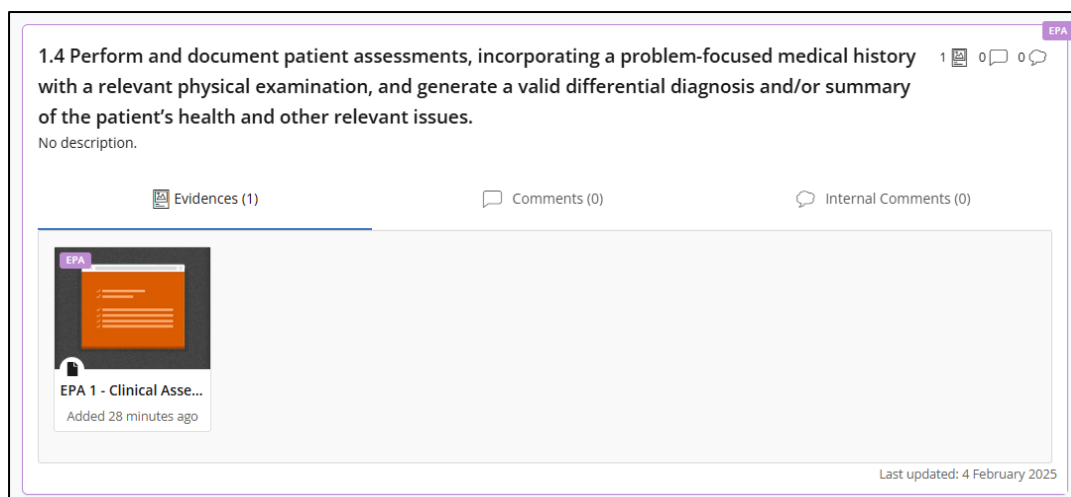 EPA
1.4 Perform and document patient assessments, incorporating a problem-focused medical history 1 0 0
with a relevant physical examination, and generate a valid differential diagnosis and/or summary
of the patient’s health and other relevant issues.
No description.
Evidences (1) Comments (0) Internal Comments (0)
EPA
EPA 1 - Clinical Asse...
Added 28 minutes ago
Last updated: 4 February 2025